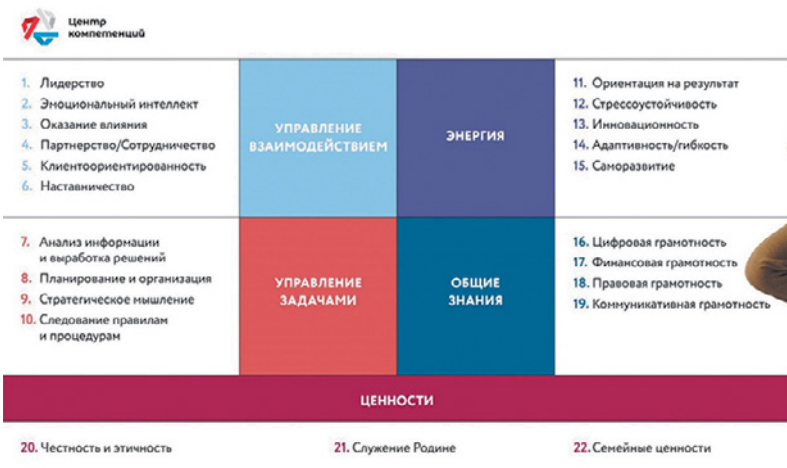 Центр
компетенций
1. Лидерство
2. Эмоциональный интеллект
3. Оказание влияния
4. Партнерство/Сотрудничество
5. Клиентоориентированность
6. Наставничество
УПРАВЛЕНИЕ
ВЗАИМОДЕЙСТВИЕМ
ЭНЕРГИЯ
11. Ориентация на результат
12. Стрессоустойчивость
13. Инновационность
14. Адаптивность/гибкость
15. Саморазвитие
7. Анализ информации
и выработка решений
8. Планирование и организация
9. Стратегическое мышление
10. Следование правилам
и процедурам
УПРАВЛЕНИЕ
ЗАДАЧАМИ
ОБЩИЕ
ЗНАНИЯ
16. Цифровая грамотность
17. Финансовая грамотность
18. Правовая грамотность
19. Коммуникативная грамотность
ЦЕННОСТИ
20. Честность и этичность
21. Служение Родине
22. Семейные ценности